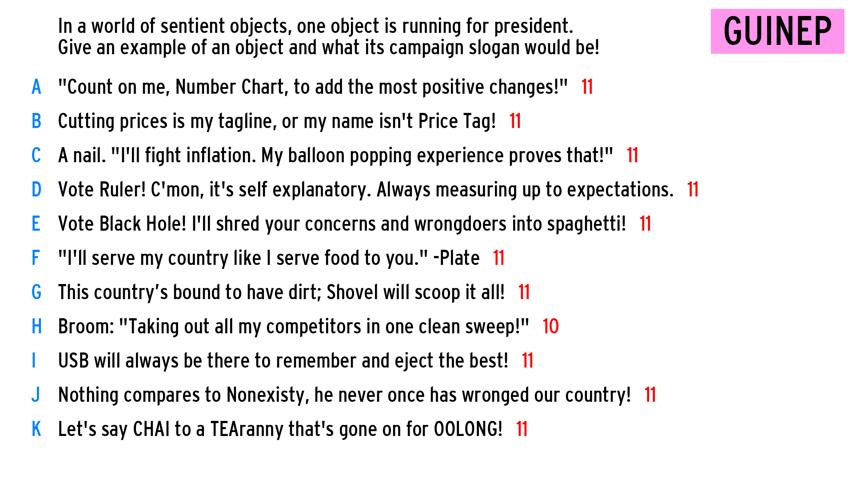 In a world of sentient objects, one object is running for president.
Give an example of an object and what its campaign slogan would be!
GUINEP
A "Count on me, Number Chart, to add the most positive changes!" 11
B Cutting prices is my tagline, or my name isn't Price Tag! 11
C A nail. "I'll fight inflation. My balloon popping experience proves that!" 11
D Vote Ruler! C'mon, it's self explanatory. Always measuring up to expectations. 11
E Vote Black Hole! I'll shred your concerns and wrongdoers into spaghetti! 11
F "I'll serve my country like I serve food to you." -Plate 11
G This country’s bound to have dirt; Shovel will scoop it all! 11
H Broom: "Taking out all my competitors in one clean sweep!" 10
I USB will always be there to remember and eject the best! 11
J Nothing compares to Nonexisty, he never once has wronged our country! 11
K Let's say CHAI to a TEAranny that's gone on for OOLONG! 11